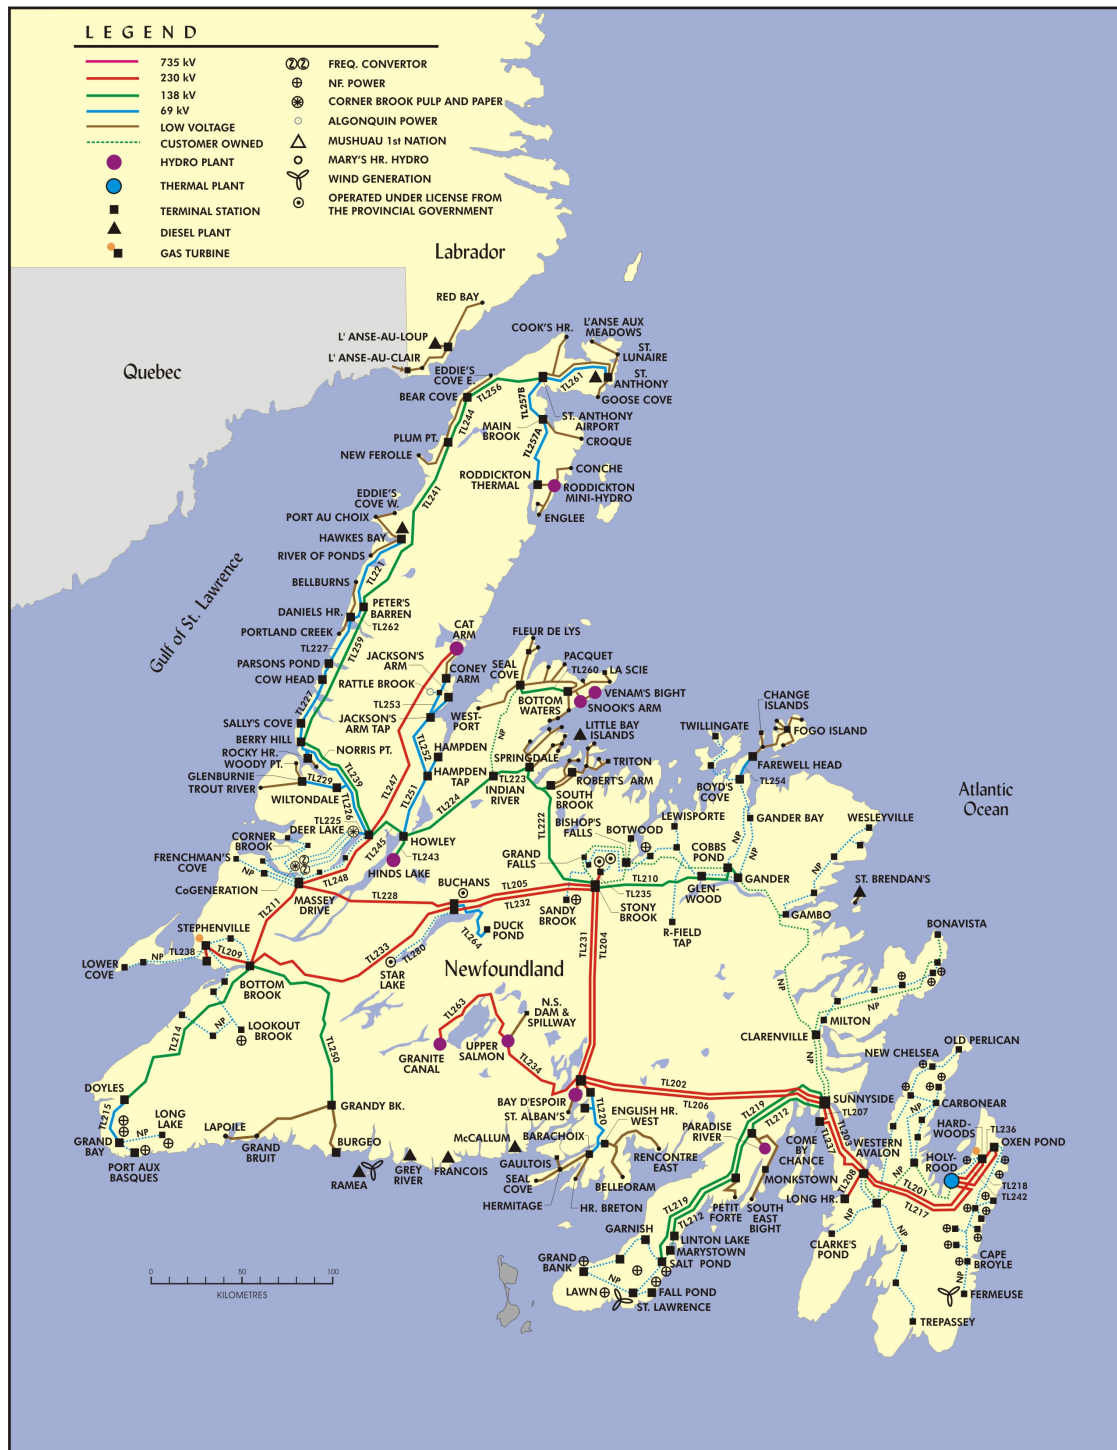 LEGEND
735 kV
230 kV
138 kV
69 kV
LOW VOLTAGE
CUSTOMER OWNED
HYDRO PLANT
THERMAL PLANT
TERMINAL STATION
DIESEL PLANT
GAS TURBINE
FREQ. CONVERTOR
NF. POWER
CORNER BROOK PULP AND PAPER
ALGONQUIN POWER
MUSHUAU 1st NATION
MARY'S HR. HYDRO
WIND GENERATION
OPERATED UNDER LICENSE FROM
THE PROVINCIAL GOVERNMENT
Labrador
Quebec
Gulf of St. Lawrence
Newfoundland
Atlantic
Ocean
RED BAY
L' ANSE-AU-LOUP
L' ANSE-AU-CLAIR
COOK'S HR.
L'ANSE AUX
MEADOWS
ST.
LUNAIRE
EDDIE'S
COVE E.
TL256
TL261
ST.
ANTHONY
BEAR COVE
GOOSE COVE
TL257B
TL244
ST. ANTHONY
AIRPORT
MAIN
BROOK
PLUM PT.
CROQUE
TL257A
NEW FEROLLE
CONCHE
RODDICKTON
THERMAL
RODDICKTON
MINI-HYDRO
TL241
EDDIE'S
COVE W.
PORT AU CHOIX
ENGLEE
HAWKES BAY
RIVER OF PONDS
TL221
BELLBURNS
PETER'S
BARREN
DANIELS HR.
TL262
PORTLAND CREEK
TL227
TL259
CAT
ARM
FLEUR DE LYS
PARSONS POND
JACKSON'S
ARM
CONEY
ARM
SEAL
COVE
PACQUET
TL260
LA SCIE
COW HEAD
RATTLE BROOK
VENAM'S BIGHT
BOTTOM
WATERS
SNOOK'S ARM
TL227
TL253
CHANGE
ISLANDS
SALLY'S COVE
JACKSON'S
ARM TAP
WEST-
PORT
LITTLE BAY
ISLANDS
TWILLINGATE
FOGO ISLAND
BERRY HILL
NP
ROCKY HR.
NORRIS PT.
TL252
HAMPDEN
SPRINGDALE
TRITON
FAREWELL HEAD
WOODY PT.
TL239
TL247
HAMPDEN
TAP
TL223
ROBERT'S ARM
GLENBURNIE
TL229
INDIAN
RIVER
SOUTH
BROOK
BOYD'S
COVE
TL254
TROUT RIVER
WILTONDALE
TL226
TL251
TL224
TL225
DEER LAKE
TL222
BISHOP'S
FALLS
BOTWOOD
LEWISPORTE
GANDER BAY
WESLEYVILLE
CORNER
BROOK
TL245
HOWLEY
NP
NP
FRENCHMAN'S
COVE
NP
TL243
GRAND
FALLS
COBBS
POND
NP
HINDS LAKE
CoGENERATION
TL248
BUCHANS
TL205
TL210
GANDER
ST. BRENDAN'S
MASSEY
DRIVE
TL228
TL232
TL235
GLEN-
WOOD
SANDY
BROOK
STONY
BROOK
TL211
GAMBO
STEPHENVILLE
TL264
DUCK
POND
R-FIELD
TAP
BONAVISTA
TL231
TL204
NP
TL238
TL209
TL233
TL280
LOWER
COVE
STAR
LAKE
BOTTOM
BROOK
NP
TL263
N.S.
DAM &
SPILLWAY
MILTON
LOOKOUT
BROOK
CLARENVILLE
TL214
TL250
GRANITE
CANAL
UPPER
SALMON
NP
NEW CHELSEA
OLD PERLICAN
TL234
DOYLES
TL202
TL206
SUNNYSIDE
CARBONEAR
BAY D'ESPOIR
TL207
TL215
LONG
LAKE
GRANDY BK.
ST. ALBAN'S
TL220
ENGLISH HR.
WEST
TL219
TL212
NP
HARD-
WOODS
TL236
OXEN POND
PARADISE
RIVER
TL203
GRAND
BAY
NP
LAPOILE
McCALLUM
BARACHOIX
COME BY
CHANCE
TL237
WESTERN
AVALON
HOLY-
ROOD
GRAND
BRUIT
BURGEO
GAULTOIS
RENCONTRE
EAST
NP
PORT AUX
BASQUES
RAMEA
GREY
RIVER
FRANCOIS
SEAL
COVE
BELLEORAM
MONKSTOWN
TL208
TL201
TL218
TL242
LONG HR.
TL217
HERMITAGE
HR. BRETON
TL219
TL212
PETIT
FORTE
SOUTH
EAST
BIGHT
NP
NP
GARNISH
LINTON LAKE
CLARKE'S
POND
MARYSTOWN
CAPE
BROYLE
GRAND
BANK
SALT POND
NP
NP
LAWN
FALL POND
FERMEUSE
ST. LAWRENCE
TREPASSEY
0 50 100
KILOMETRES